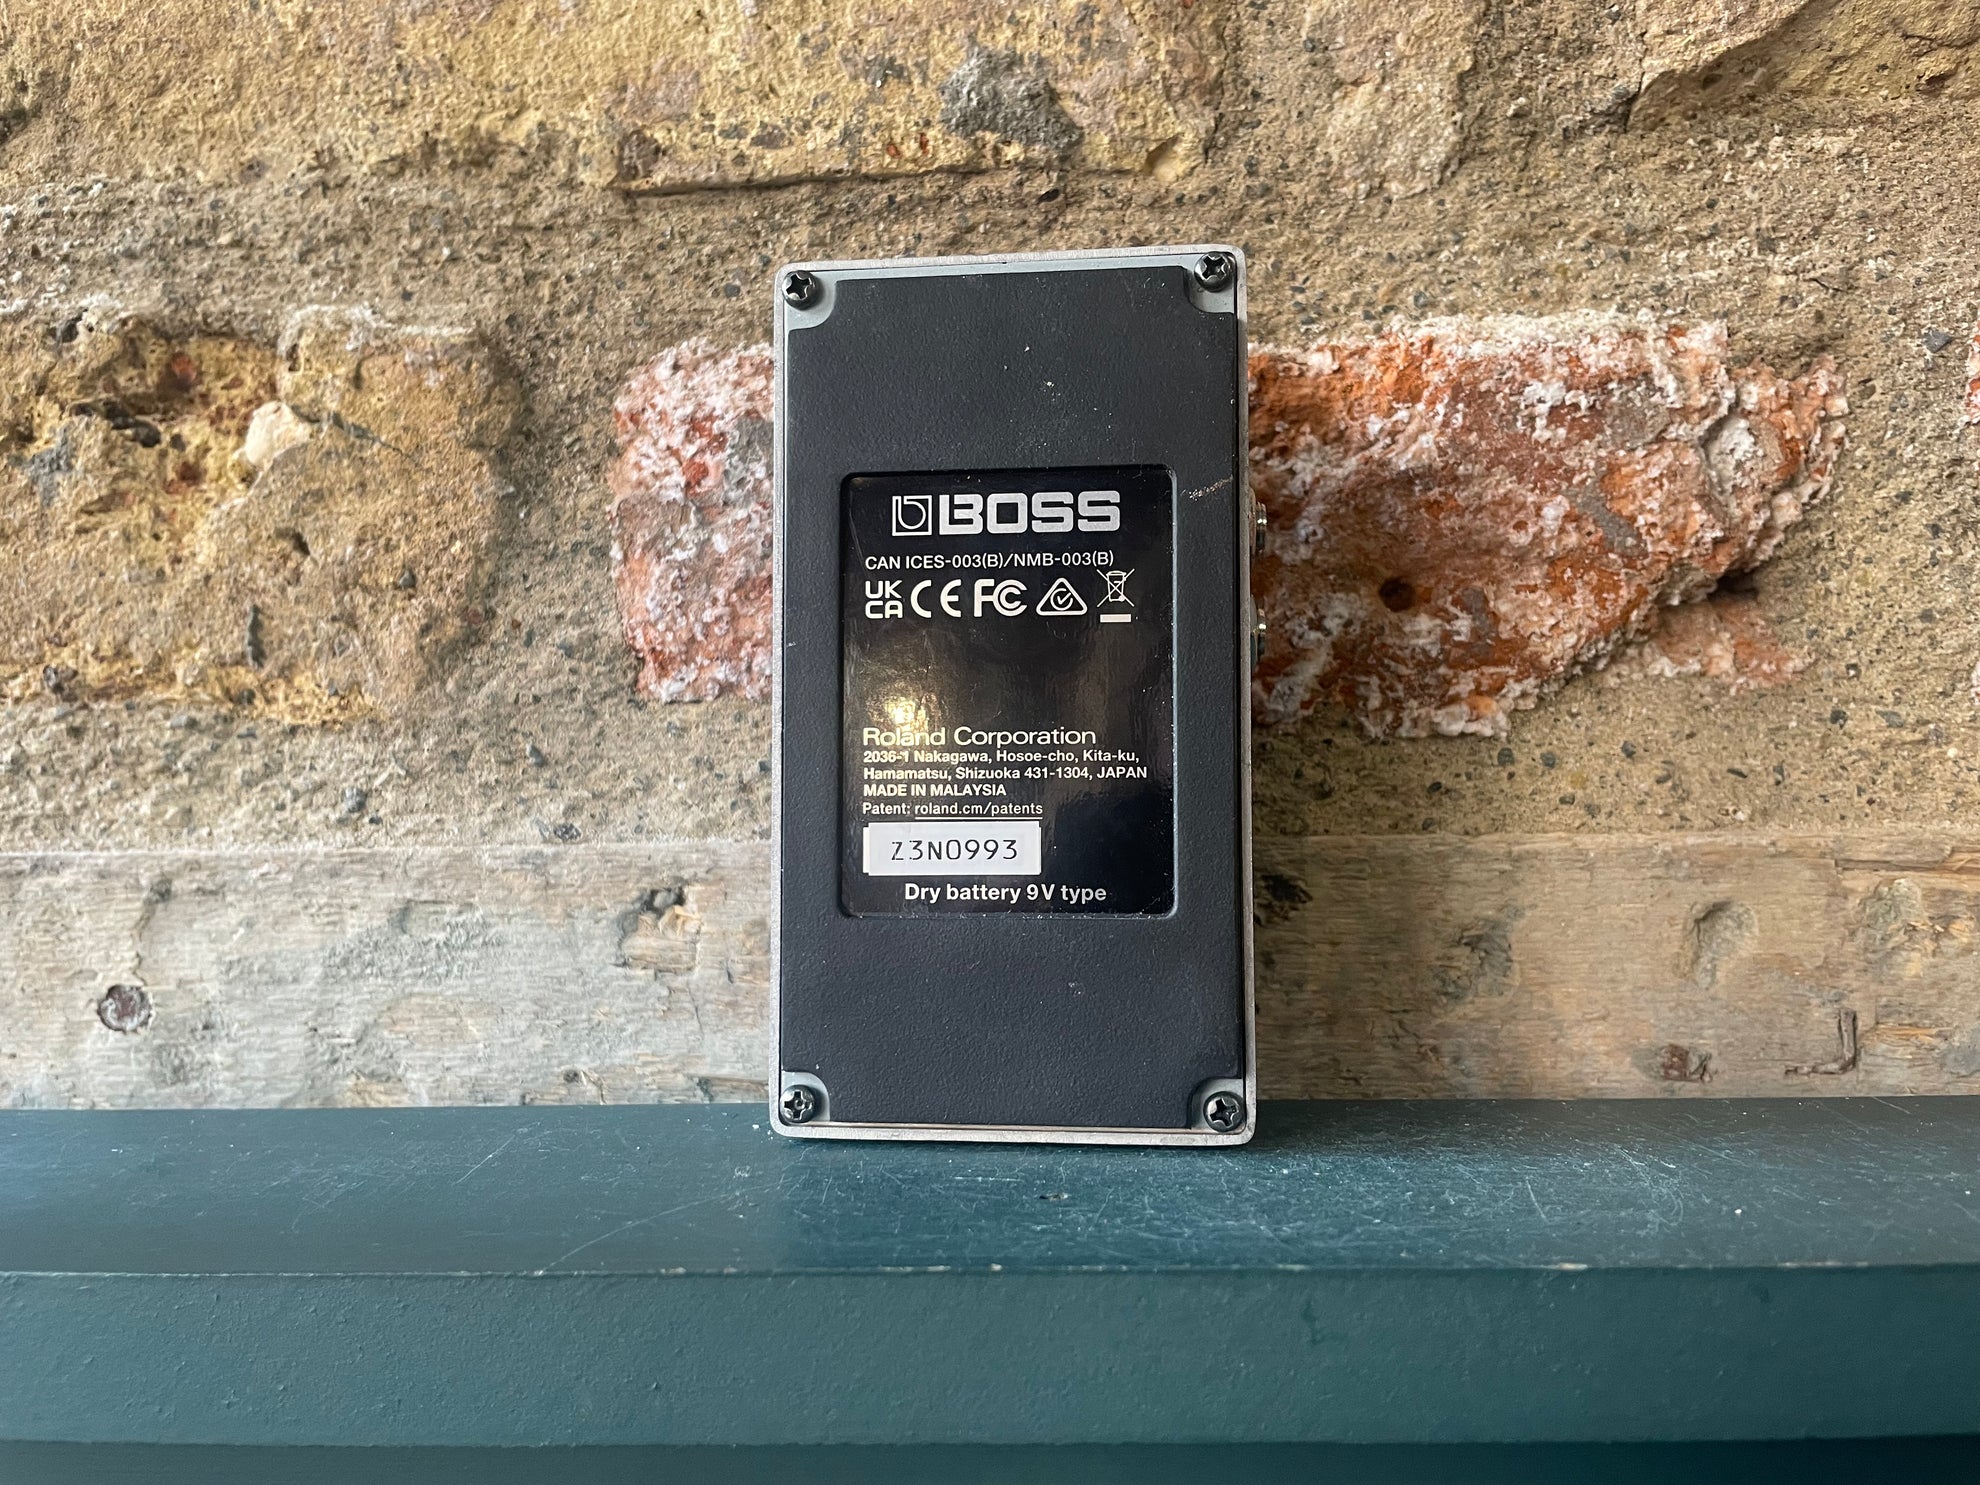 BOSS
CAN ICES-003(B)/NMB-003(B)
UK CA CE FC
Roland Corporation
2036-1 Nakagawa, Hosoe-cho, Kita-ku,
Hamamatsu, Shizuoka 431-1304, JAPAN
MADE IN MALAYSIA
Patent: roland.cm/patents
Z3N0993
Dry battery 9V type